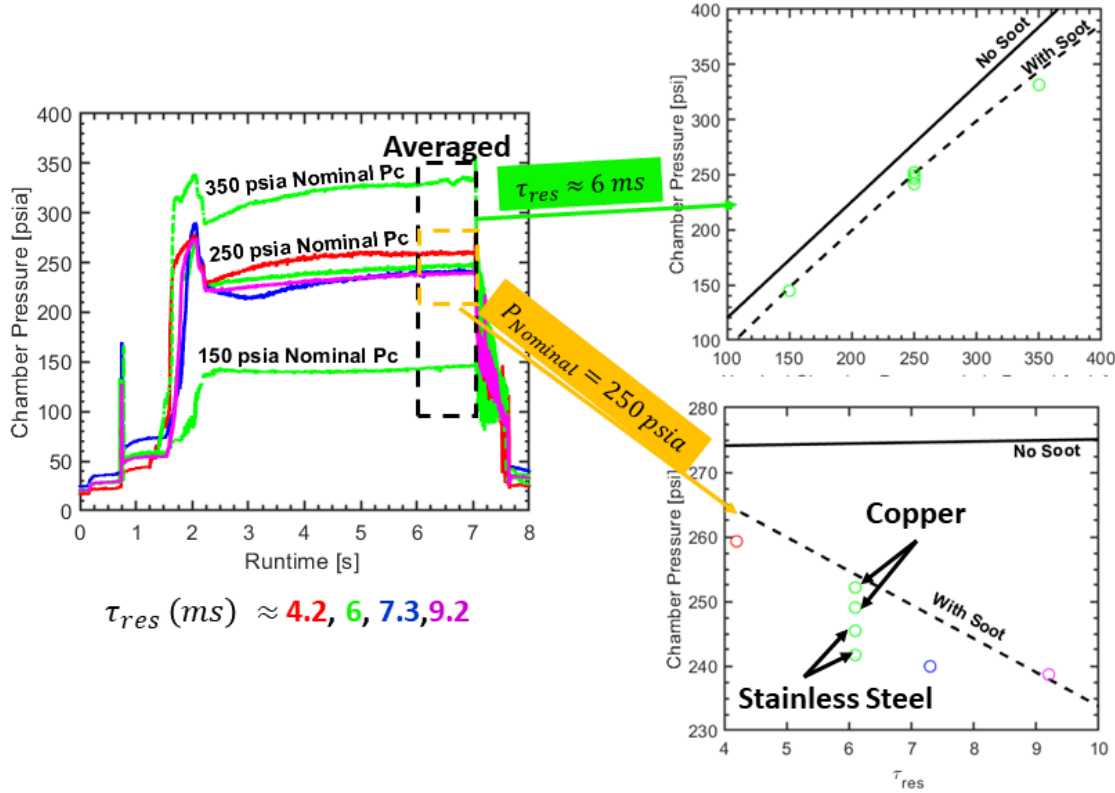 400
350
300
250
200
150
100
50
0
Chamber Pressure [psia]
0 1 2 3 4 5 6 7 8
Runtime [s]
350 psia Nominal Pc
250 psia Nominal Pc
150 psia Nominal Pc
Averaged
τres ≈ 6 ms
PNominal = 250 psia
τres (ms) ≈ 4.2, 6, 7.3,9.2
400
350
300
250
200
150
100
Chamber Pressure [psi]
100 150 200 250 300 350 400
No Soot
With Soot
280
270
260
250
240
230
Chamber Pressure [psi]
4 5 6 7 8 9 10
τres
No Soot
With Soot
Copper
Stainless Steel